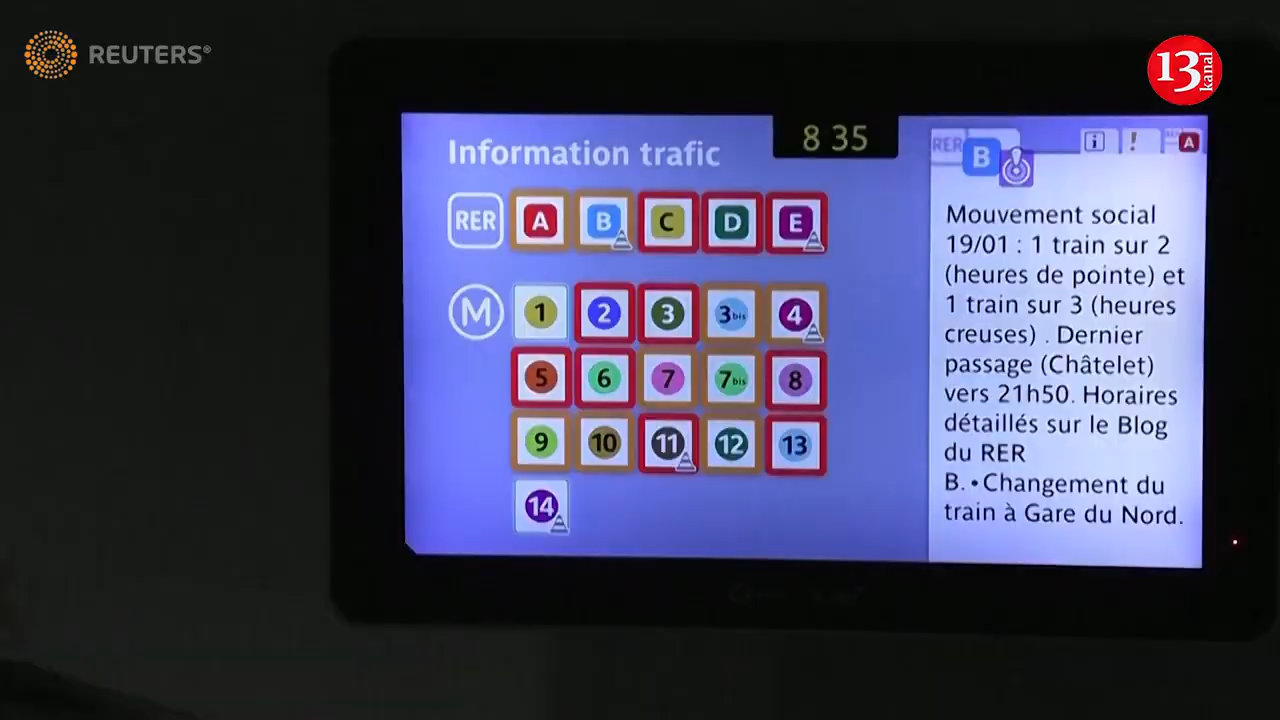 REUTERS®
13 kanal
8 35
Information trafic
RER A B C D E
M 1 2 3 3bis 4
5 6 7 7bis 8
9 10 11 12 13
14
RER B i ! A
Mouvement social
19/01 : 1 train sur 2
(heures de pointe) et
1 train sur 3 (heures
creuses) . Dernier
passage (Châtelet)
vers 21h50. Horaires
détaillés sur le Blog
du RER
B. •Changement du
train à Gare du Nord.